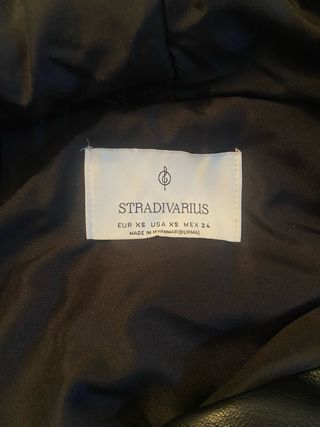 STRADIVARIUS
EUR XS USA XS MEX 24
MADE IN MYANMAR(BURMA)